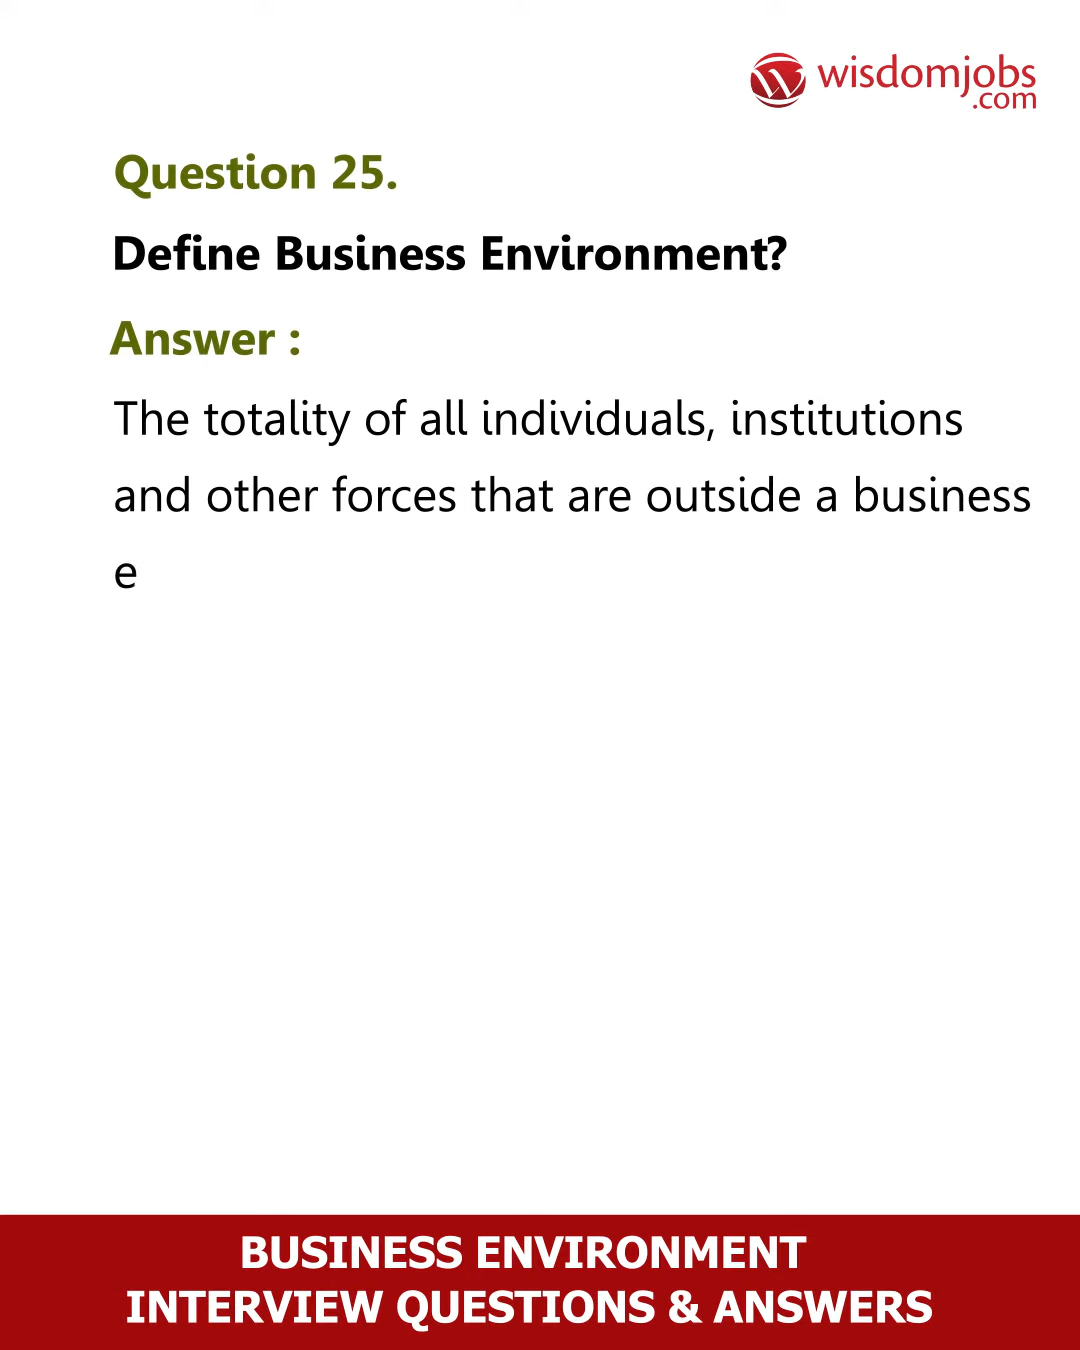 wisdomjobs
.com
Question 25.
Define Business Environment?
Answer :
The totality of all individuals, institutions
and other forces that are outside a business
e
BUSINESS ENVIRONMENT
INTERVIEW QUESTIONS & ANSWERS